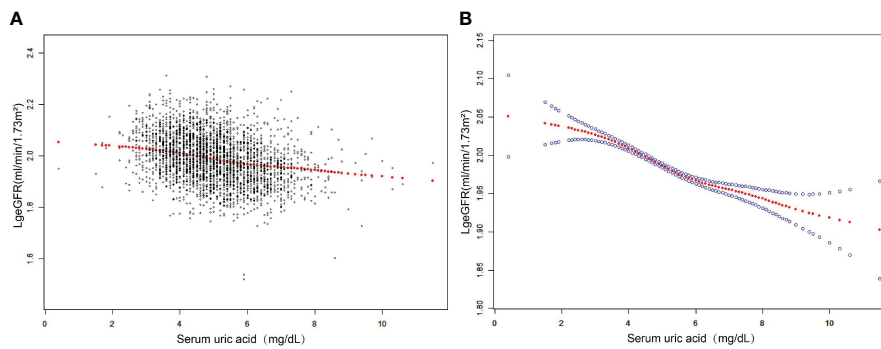 A
B
LgeGFR(ml/min/1.73m²)
2.4
2.2
2.0
1.8
1.6
0 2 4 6 8 10
Serum uric acid（mg/dL）
LgeGFR(ml/min/1.73m²)
2.15
2.10
2.05
2.00
1.95
1.90
1.85
1.80
0 2 4 6 8 10
Serum uric acid（mg/dL）